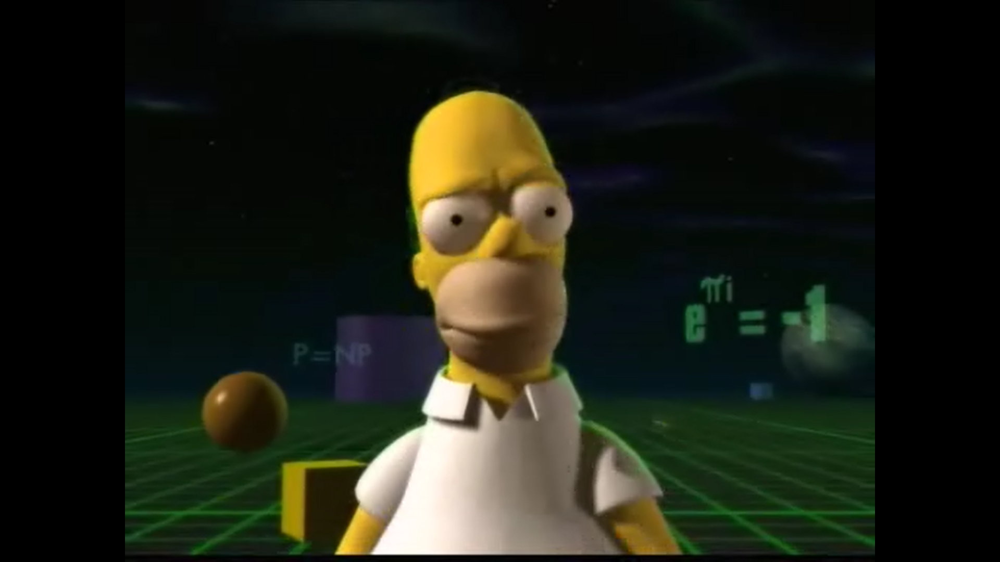 P=NP
e^πi = -1